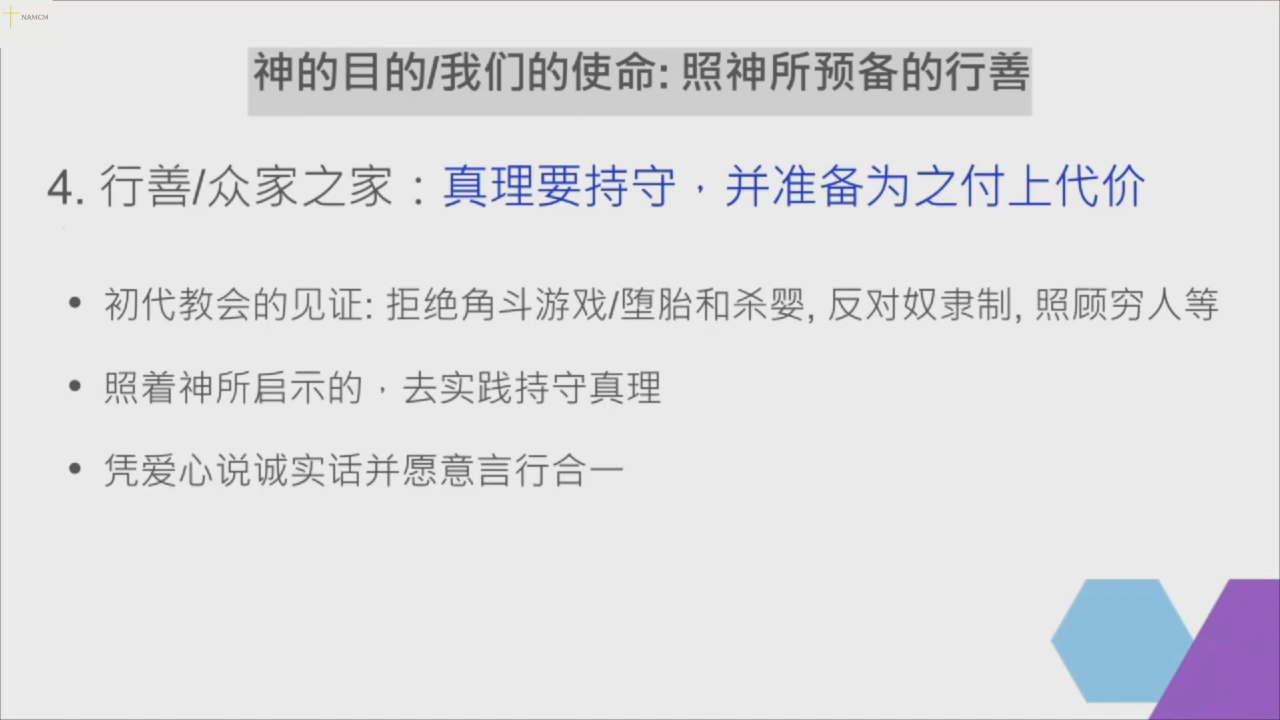 NAMCM
神的目的/我们的使命: 照神所预备的行善
4. 行善/众家之家：真理要持守，并准备为之付上代价
• 初代教会的见证: 拒绝角斗游戏/堕胎和杀婴, 反对奴隶制, 照顾穷人等
• 照着神所启示的，去实践持守真理
• 凭爱心说诚实话并愿意言行合一